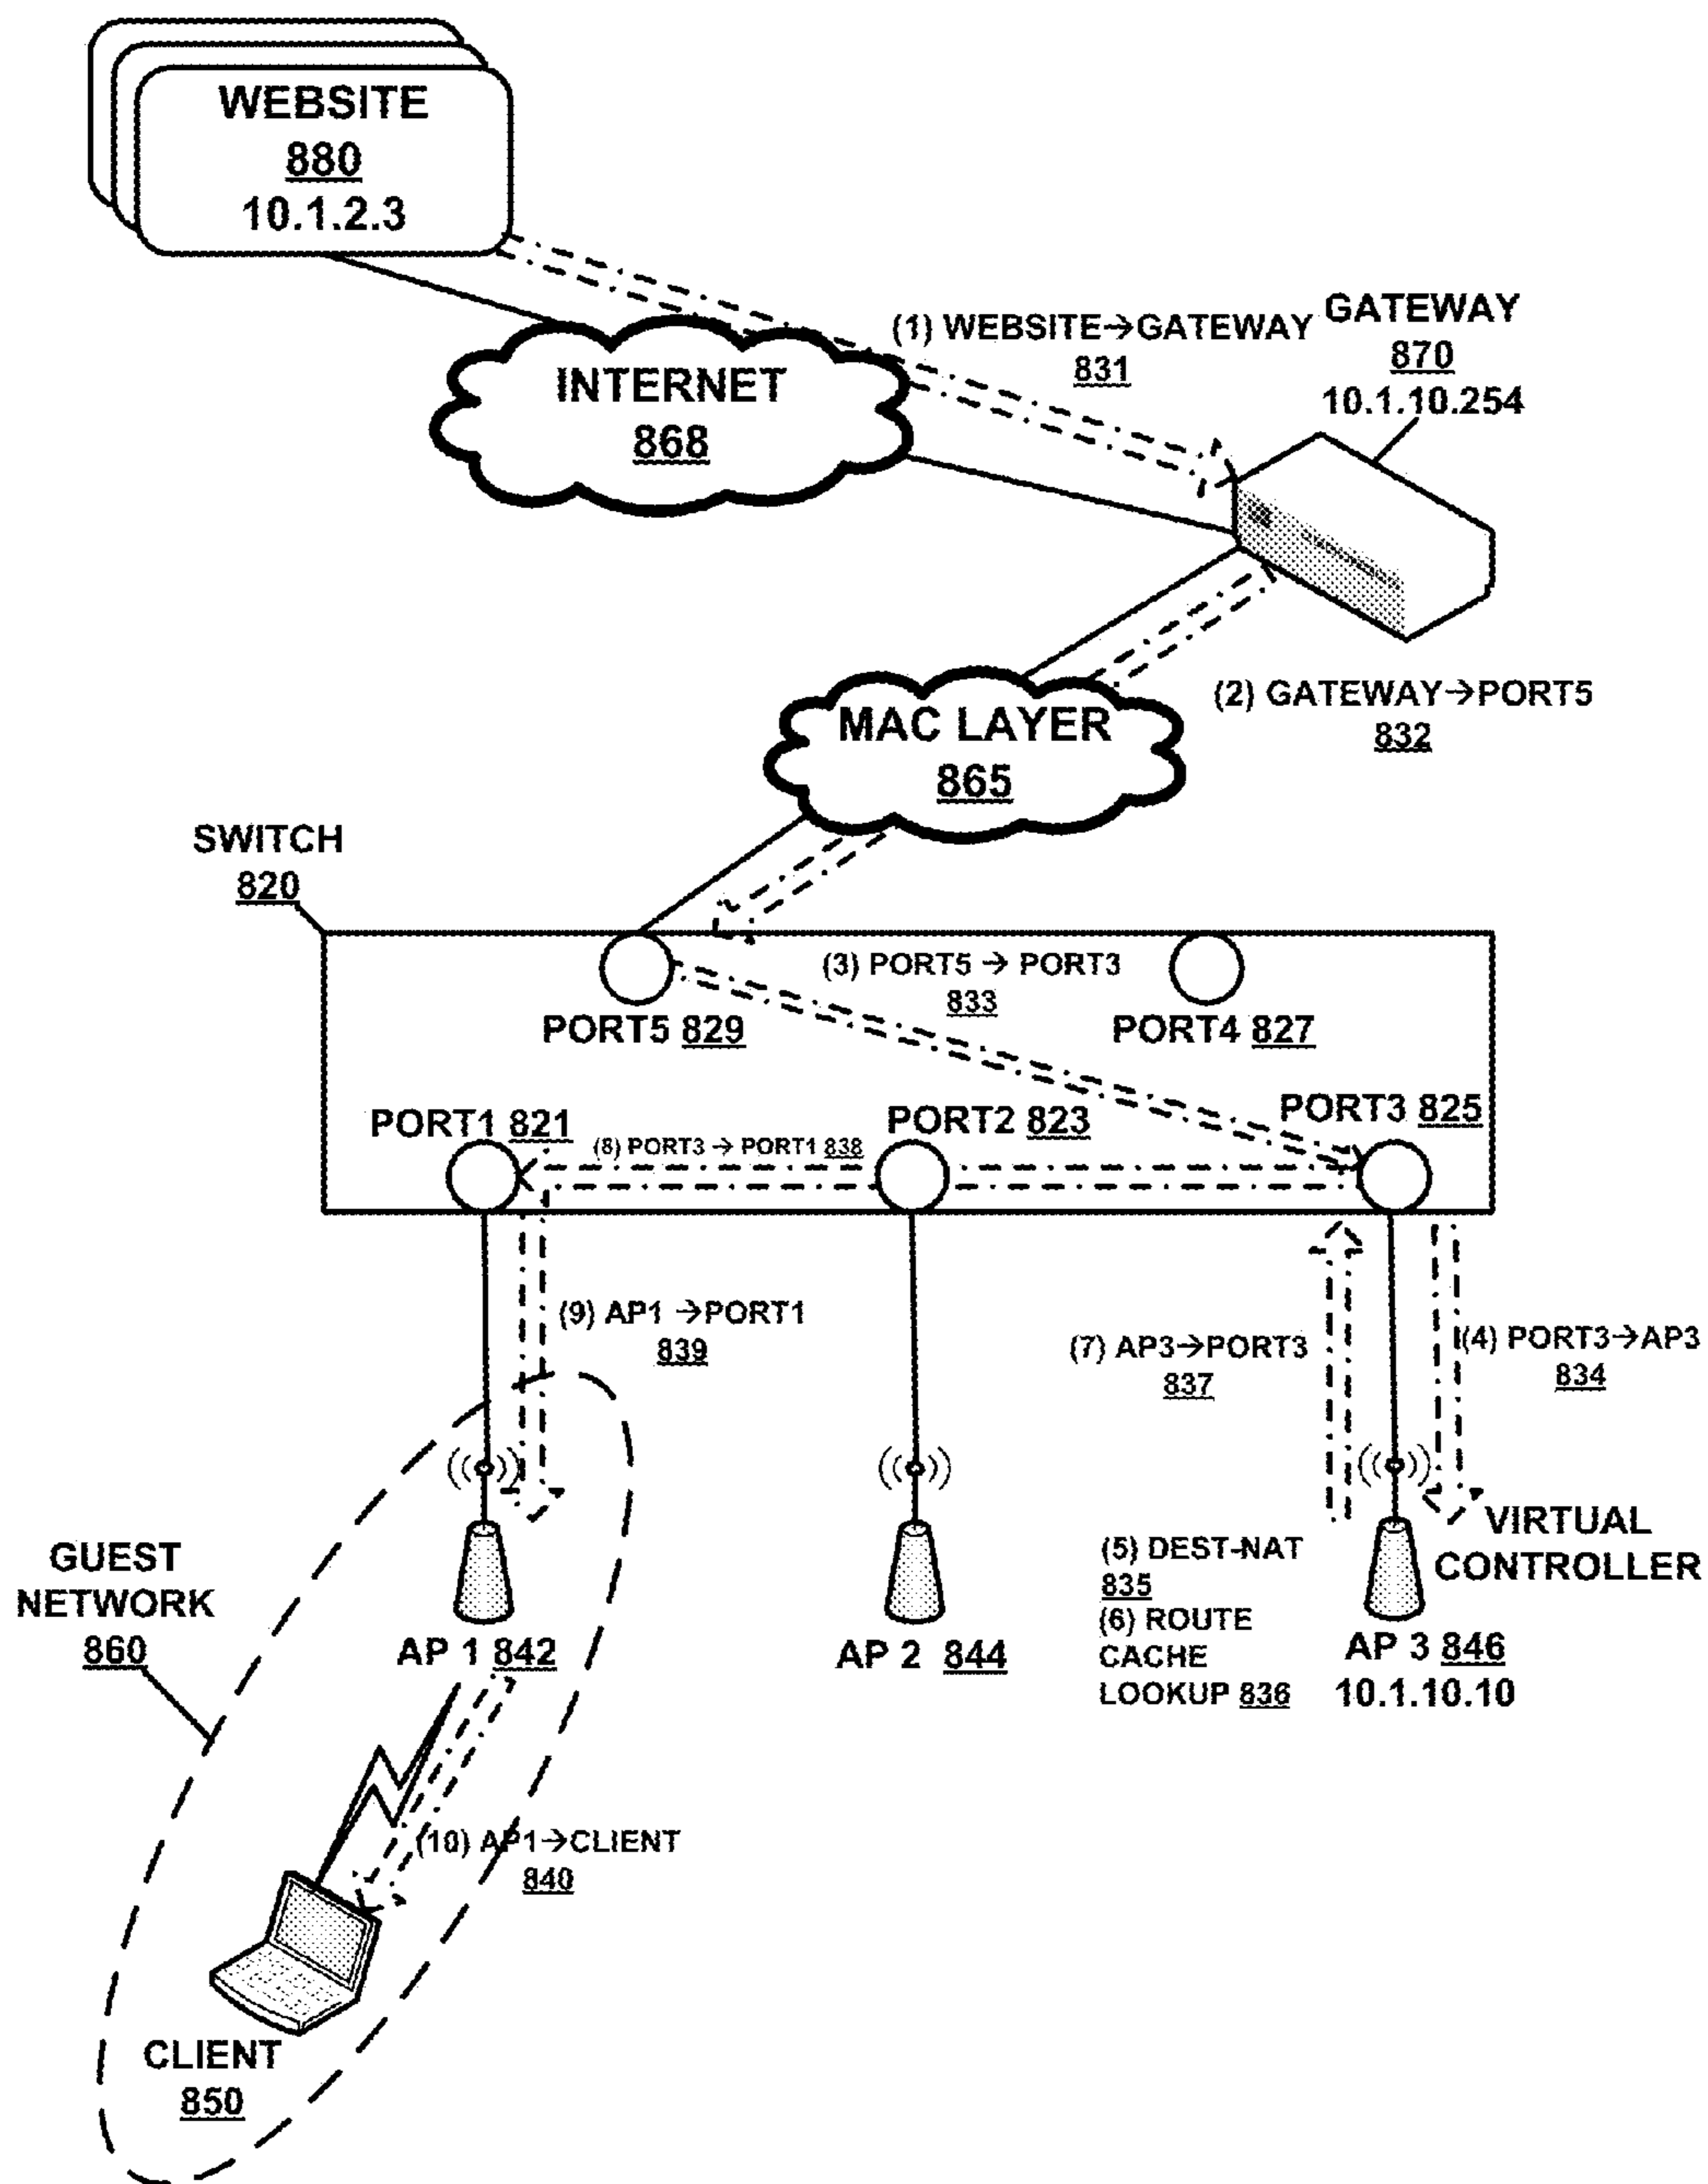 WEBSITE
880
10.1.2.3
(1) WEBSITE→GATEWAY
831
GATEWAY
870
10.1.10.254
INTERNET
868
(2) GATEWAY→PORT5
832
MAC LAYER
865
SWITCH
820
(3) PORT5 → PORT3
833
PORT5 829
PORT4 827
PORT1 821
PORT2 823
PORT3 825
(8) PORT3 → PORT1 838
(9) AP1 →PORT1
839
(7) AP3→PORT3
837
(4) PORT3→AP3
834
GUEST
NETWORK
860
(5) DEST-NAT
835
(6) ROUTE
CACHE
LOOKUP 836
VIRTUAL
CONTROLLER
AP 1 842
AP 2 844
AP 3 846
10.1.10.10
(10) AP1→CLIENT
840
CLIENT
850